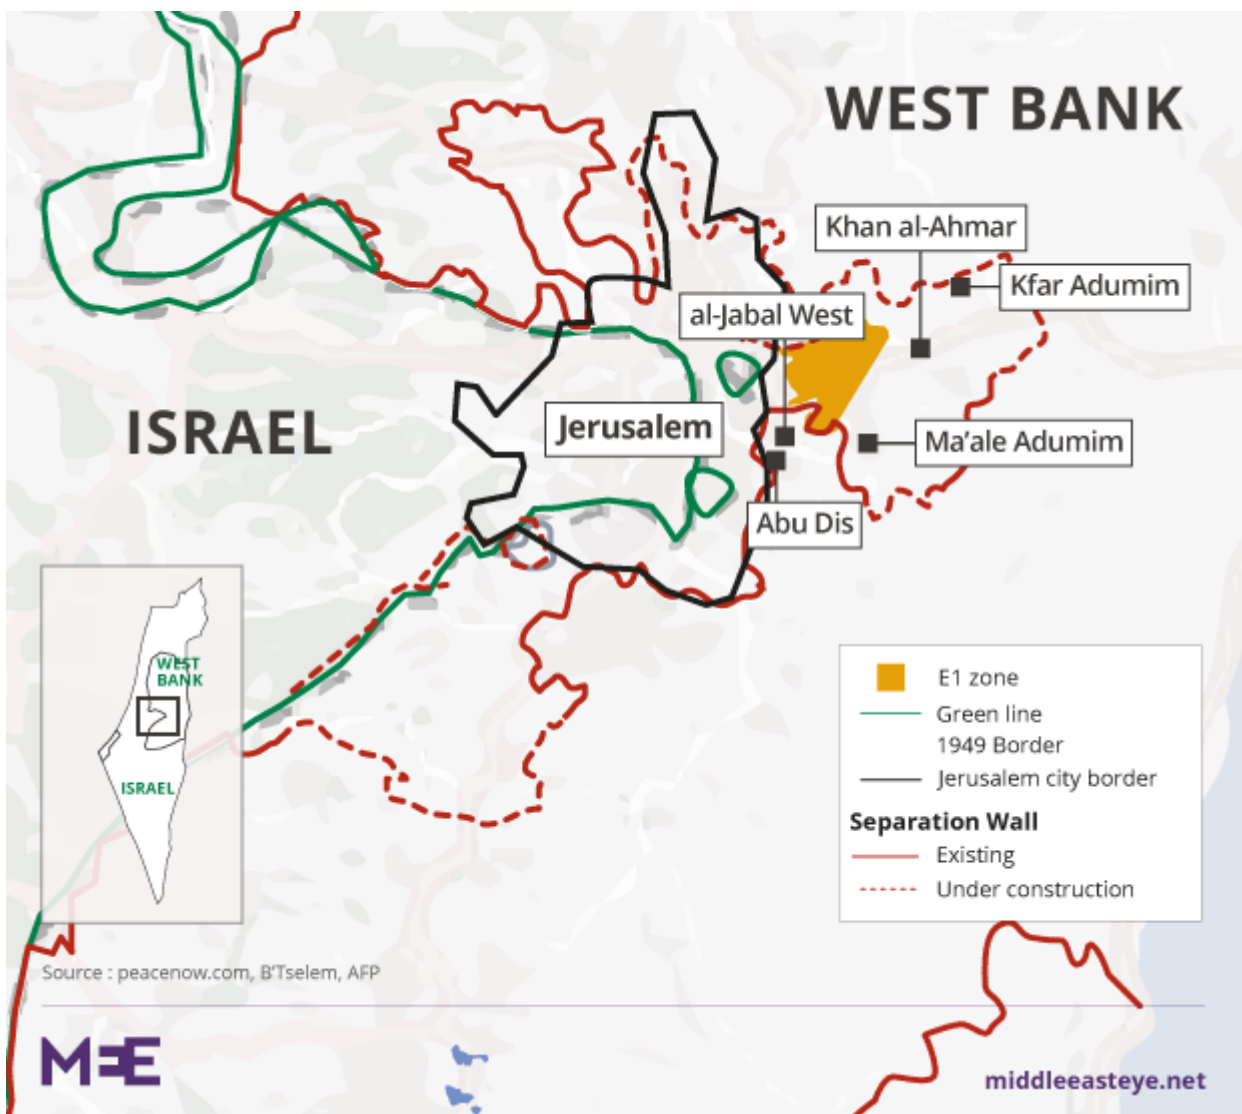 WEST BANK
Khan al-Ahmar
Kfar Adumim
al-Jabal West
ISRAEL
Jerusalem
Ma'ale Adumim
Abu Dis
WEST
BANK
ISRAEL
E1 zone
Green line
1949 Border
Jerusalem city border
Separation Wall
Existing
Under construction
Source : peacenow.com, B'Tselem, AFP
MEE
middleeasteye.net